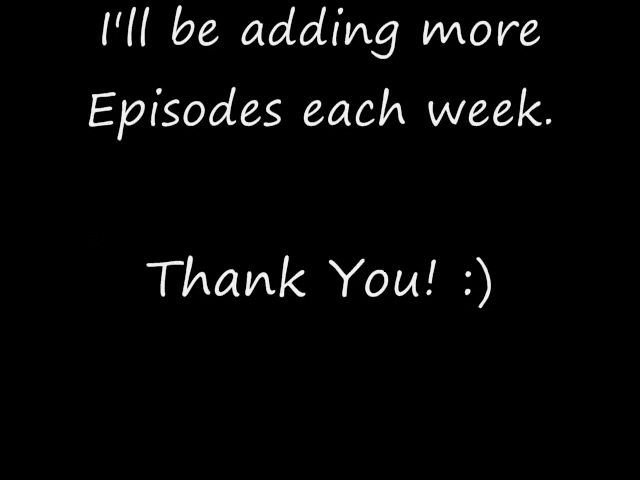 I'll be adding more
Episodes each week.
Thank You! :)